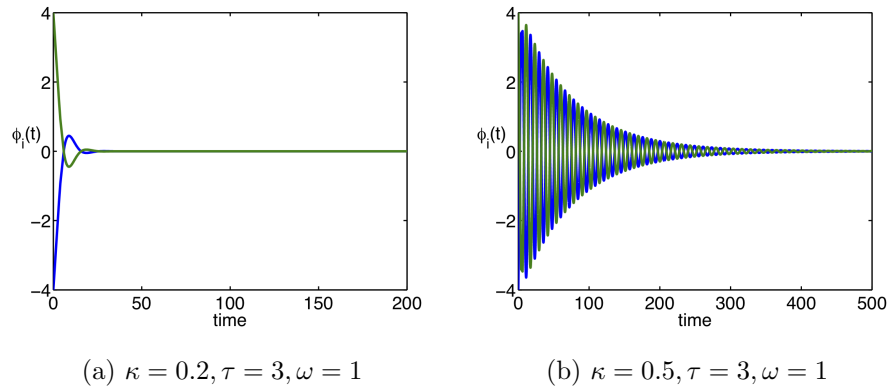 4
2
0
−2
−4
ϕᵢ(t)
0 50 100 150 200
time
(a) κ = 0.2, τ = 3, ω = 1
4
2
0
−2
−4
ϕᵢ(t)
0 100 200 300 400 500
time
(b) κ = 0.5, τ = 3, ω = 1